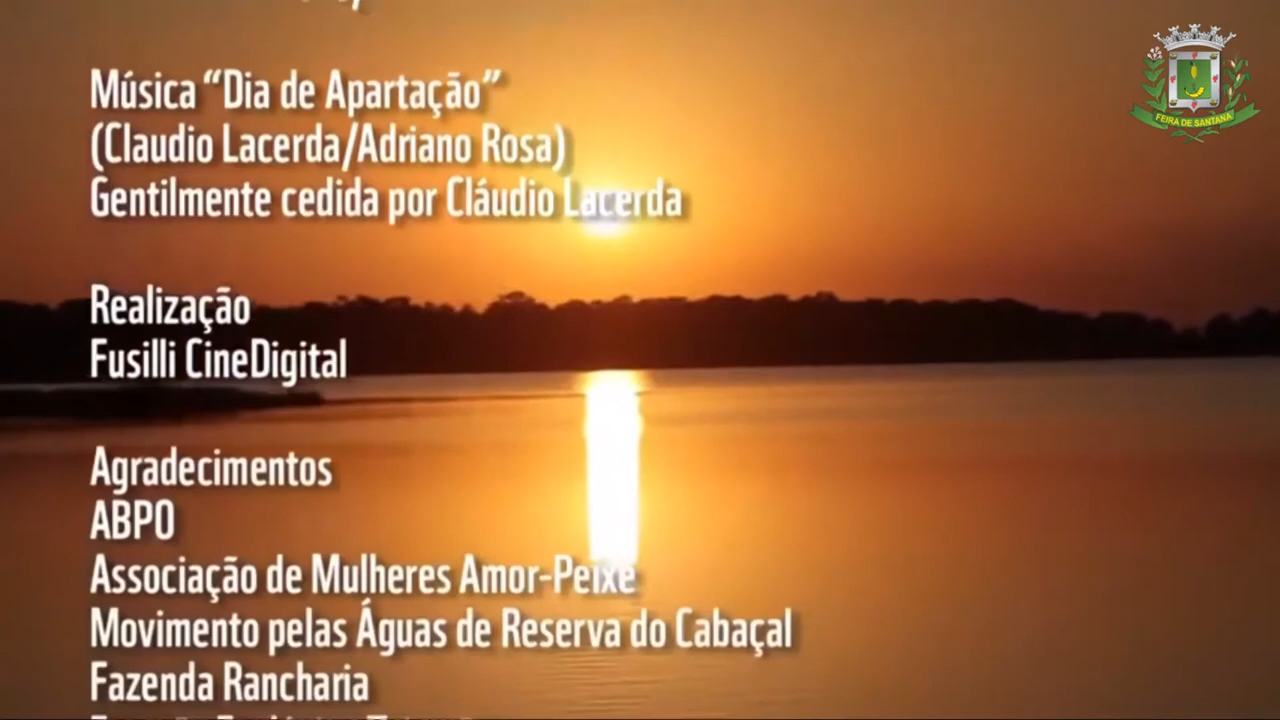 Música “Dia de Apartação”
(Claudio Lacerda/Adriano Rosa)
Gentilmente cedida por Cláudio Lacerda
Realização
Fusilli CineDigital
Agradecimentos
ABPO
Associação de Mulheres Amor-Peixe
Movimento pelas Águas de Reserva do Cabaçal
Fazenda Rancharia
FEIRA DE SANTANA